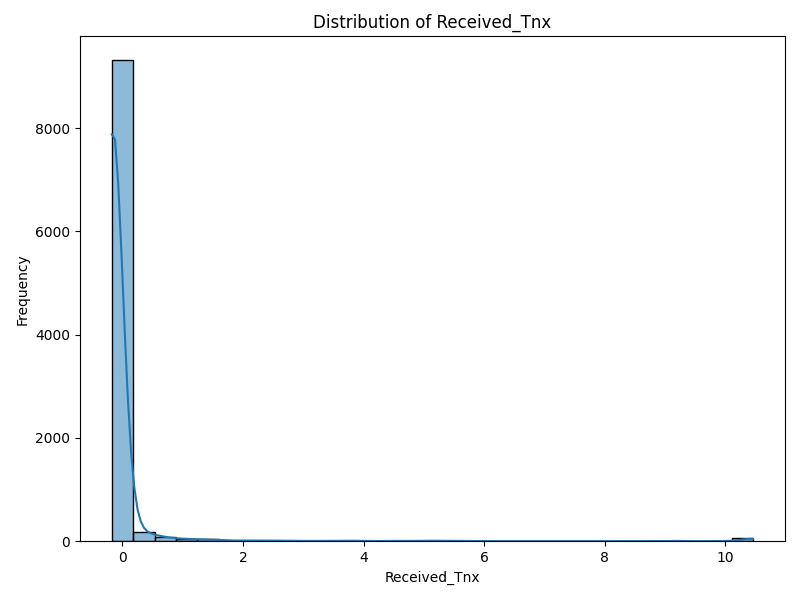 Distribution of Received_Tnx
8000
6000
4000
2000
0
Frequency
0 2 4 6 8 10
Received_Tnx